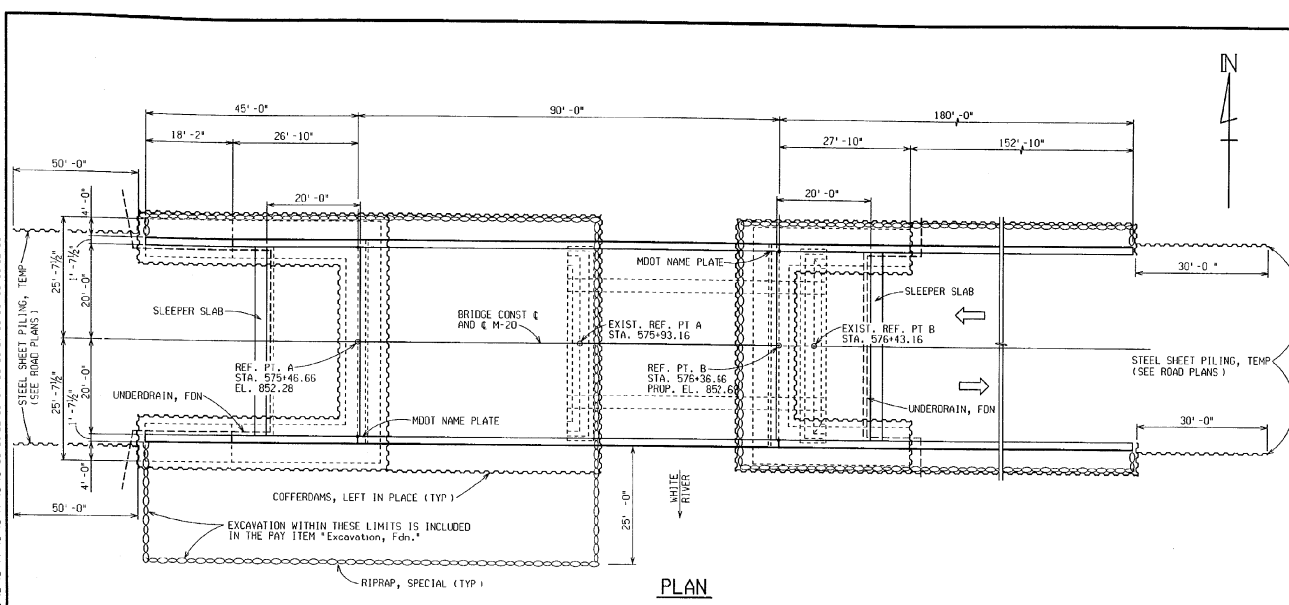 N
45'-0"
90'-0"
180'-0"
18'-2"
26'-10"
27'-10"
152'-10"
50'-0"
20'-0"
20'-0"
4'-0"
1'-7½"
25'-7½"
20'-0"
STEEL SHEET PILING, TEMP
(SEE ROAD PLANS)
MDOT NAME PLATE
30'-0"
SLEEPER SLAB
SLEEPER SLAB
BRIDGE CONST ℄
AND ℄ M-20
EXIST. REF. PT A
STA. 575+93.16
EXIST. REF. PT B
STA. 576+43.16
REF. PT. A
STA. 575+46.66
EL. 852.28
REF. PT. B
STA. 576+36.66
PROP. EL. 852.6
STEEL SHEET PILING, TEMP
(SEE ROAD PLANS)
25'-7½"
20'-0"
1'-7½"
4'-0"
UNDERDRAIN, FDN
UNDERDRAIN, FDN
MDOT NAME PLATE
30'-0"
COFFERDAMS, LEFT IN PLACE (TYP)
WHITE
RIVER
25'-0"
50'-0"
EXCAVATION WITHIN THESE LIMITS IS INCLUDED
IN THE PAY ITEM "Excavation, Fdn."
RIPRAP, SPECIAL (TYP)
PLAN